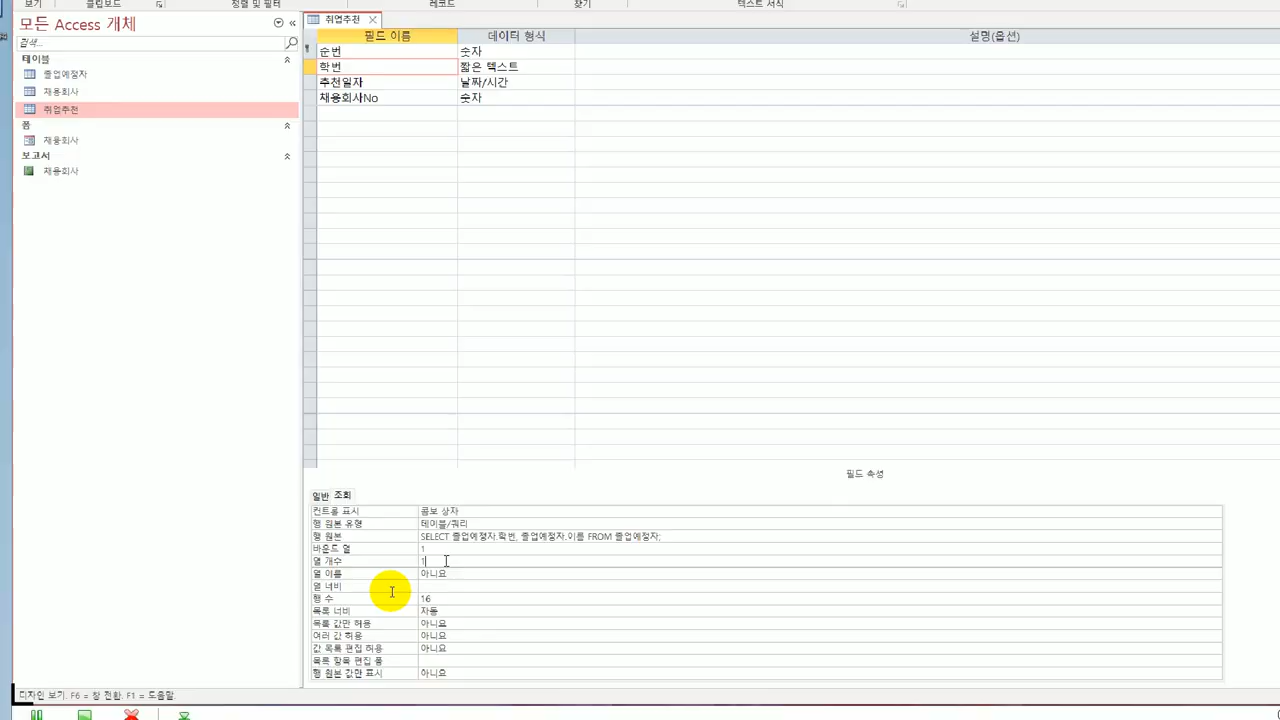 보기
클립보드
정렬 및 필터
레코드
찾기
텍스트 서식
모든 Access 개체
검색...
테이블
졸업예정자
채용회사
취업추천
폼
채용회사
보고서
채용회사
취업추천
필드 이름 데이터 형식 설명(옵션)
순번 숫자
학번 짧은 텍스트
추천일자 날짜/시간
채용회사No 숫자
필드 속성
일반 조회
컨트롤 표시 콤보 상자
행 원본 유형 테이블/쿼리
행 원본 SELECT 졸업예정자.학번, 졸업예정자.이름 FROM 졸업예정자;
바운드 열 1
열 개수 1
열 이름 아니요
열 너비
행 수 16
목록 너비 자동
목록 값만 허용 아니요
여러 값 허용 아니요
값 목록 편집 허용 아니요
목록 항목 편집 폼
행 원본 값만 표시 아니요
디자인 보기. F6 = 창 전환. F1 = 도움말.